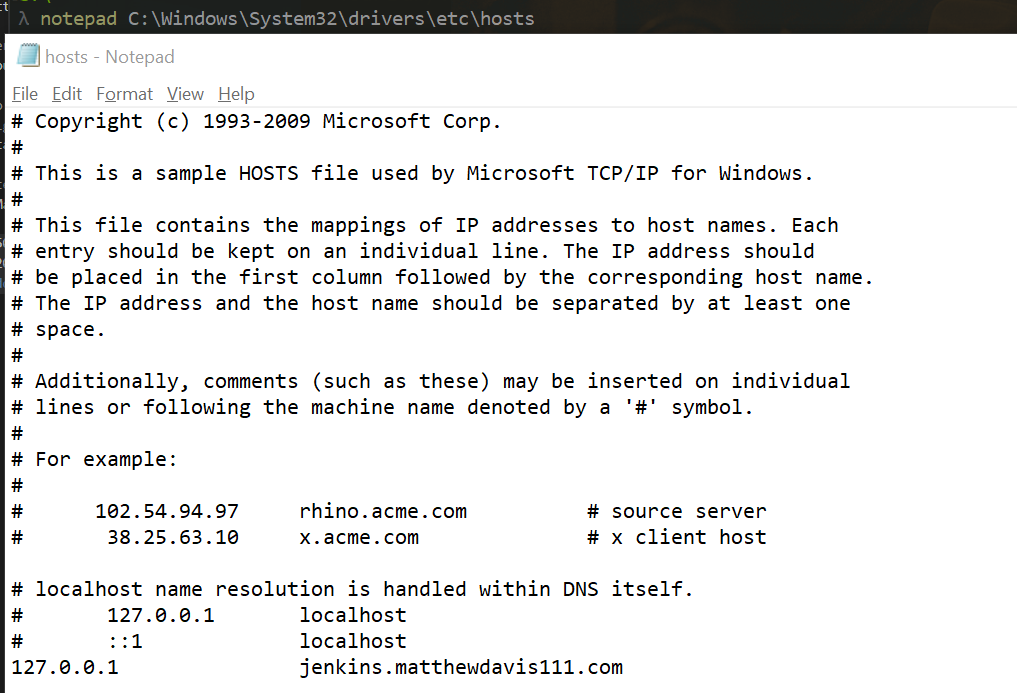 λ notepad C:\Windows\System32\drivers\etc\hosts
hosts - Notepad
File Edit Format View Help
# Copyright (c) 1993-2009 Microsoft Corp.
#
# This is a sample HOSTS file used by Microsoft TCP/IP for Windows.
#
# This file contains the mappings of IP addresses to host names. Each
# entry should be kept on an individual line. The IP address should
# be placed in the first column followed by the corresponding host name.
# The IP address and the host name should be separated by at least one
# space.
#
# Additionally, comments (such as these) may be inserted on individual
# lines or following the machine name denoted by a '#' symbol.
#
# For example:
#
#      102.54.94.97     rhino.acme.com          # source server
#       38.25.63.10     x.acme.com              # x client host

# localhost name resolution is handled within DNS itself.
#       127.0.0.1       localhost
#       ::1             localhost
127.0.0.1               jenkins.matthewdavis111.com